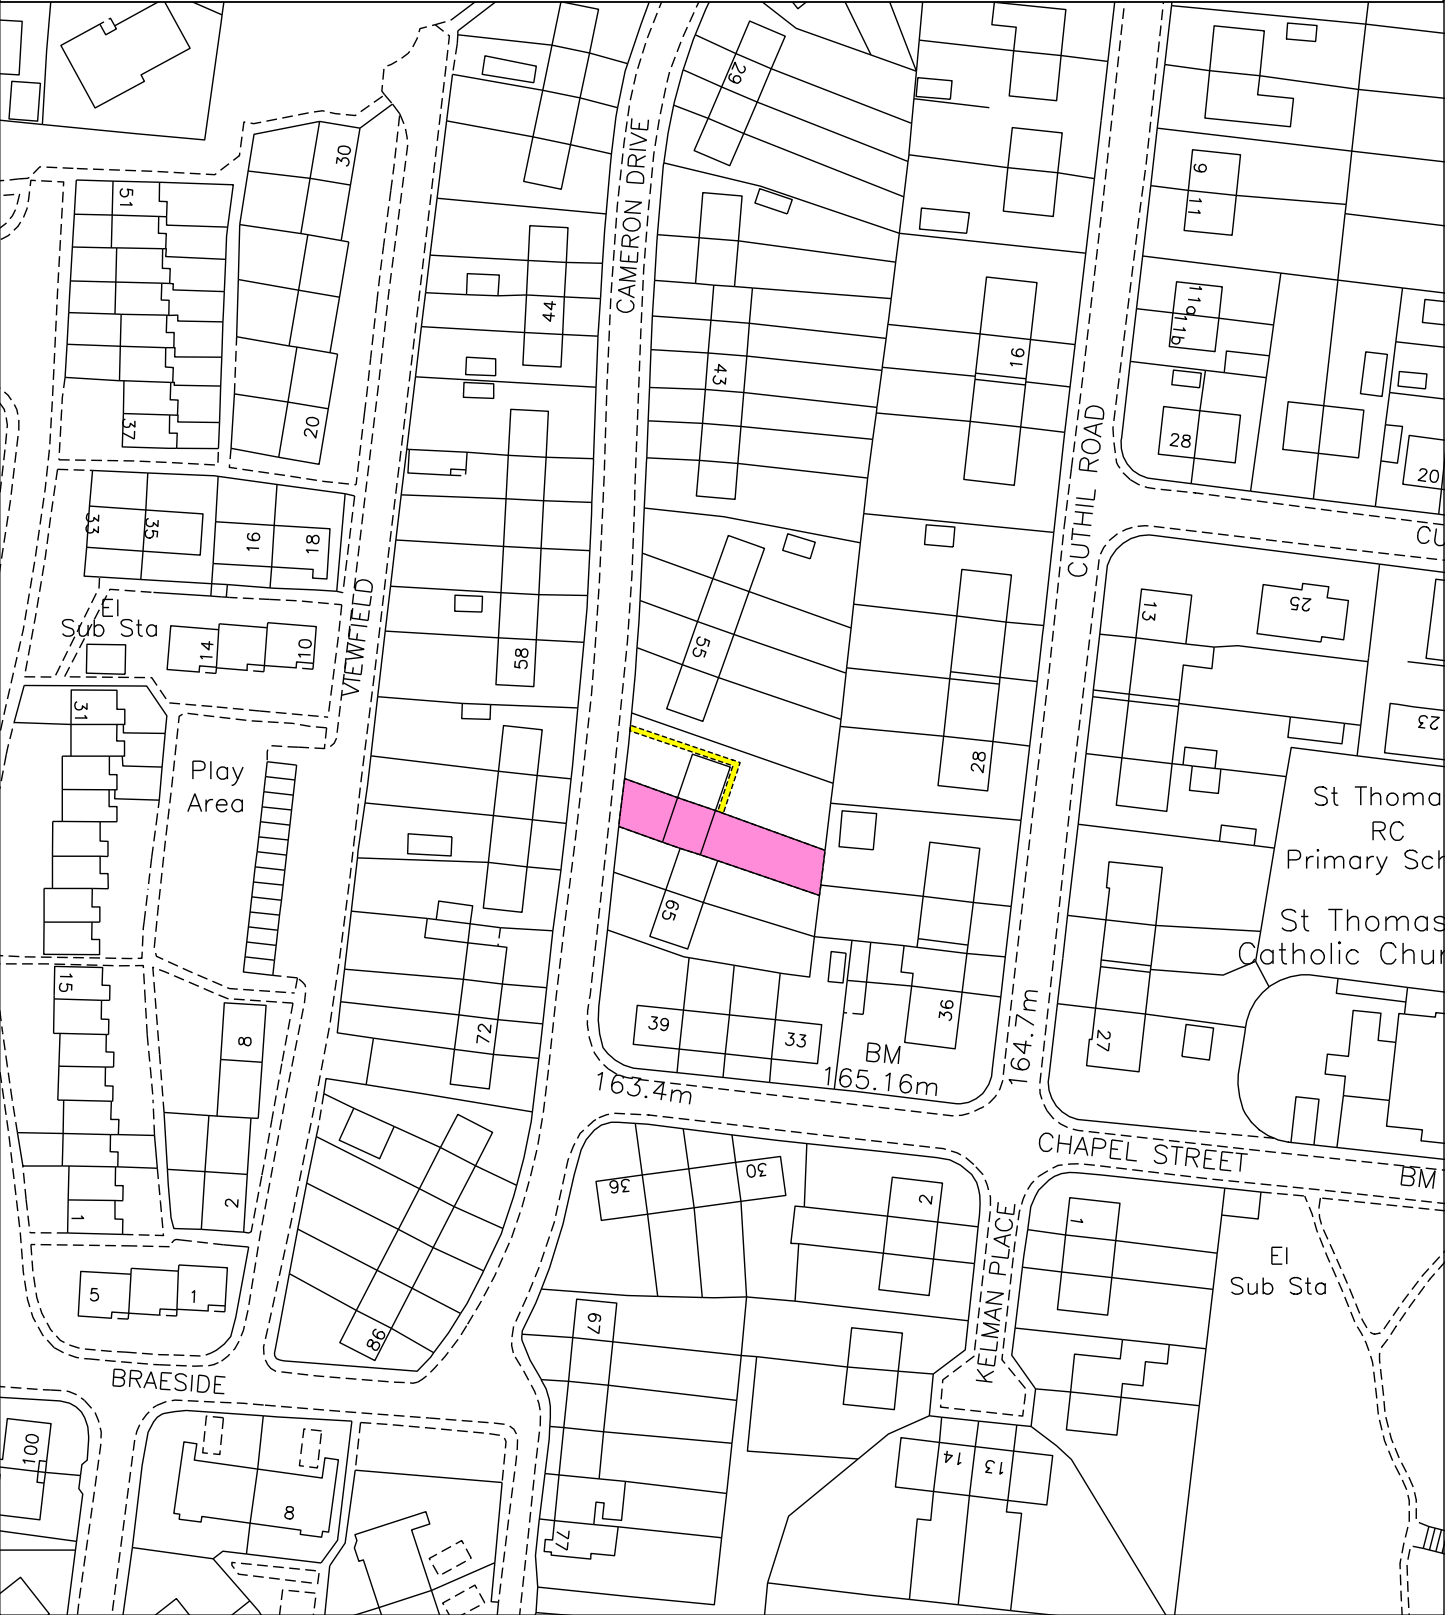 29
30
CAMERON DRIVE
51
9
11
44
11a
11b
16
43
37
20
28
20
CUTHIL ROAD
33
35
16
18
CU
El
Sub Sta
14
10
VIEWFIELD
58
55
13
25
31
23
28
Play
Area
St Thoma
RC
Primary Sch
65
St Thomas
Catholic Chur
15
8
72
39
33
36
BM
165.16m
164.7m
27
163.4m
CHAPEL STREET
BM
36
30
2
1
2
1
KELMAN PLACE
El
Sub Sta
5
1
86
67
BRAESIDE
100
14
13
8
77